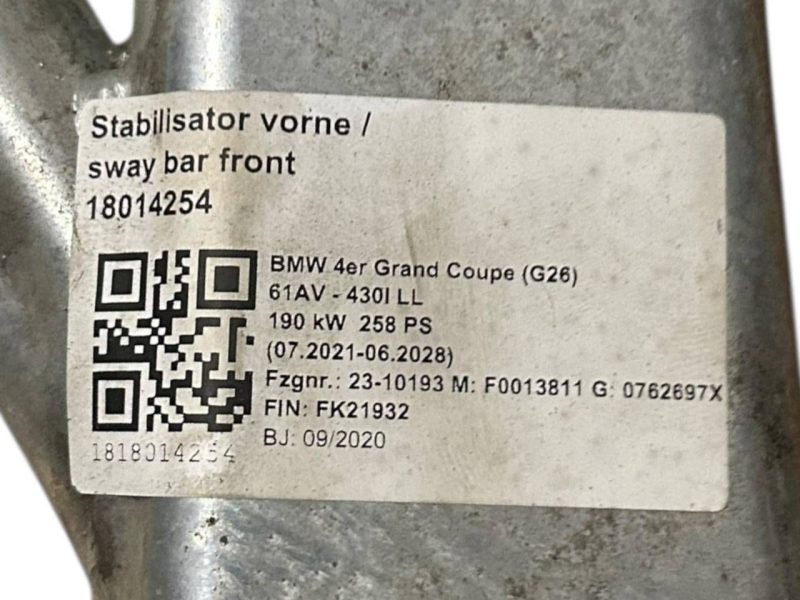 Stabilisator vorne /
sway bar front
18014254
BMW 4er Grand Coupe (G26)
61AV - 430I LL
190 kW 258 PS
(07.2021-06.2028)
Fzgnr.: 23-10193 M: F0013811 G: 0762697X
FIN: FK21932
BJ: 09/2020
1818014254